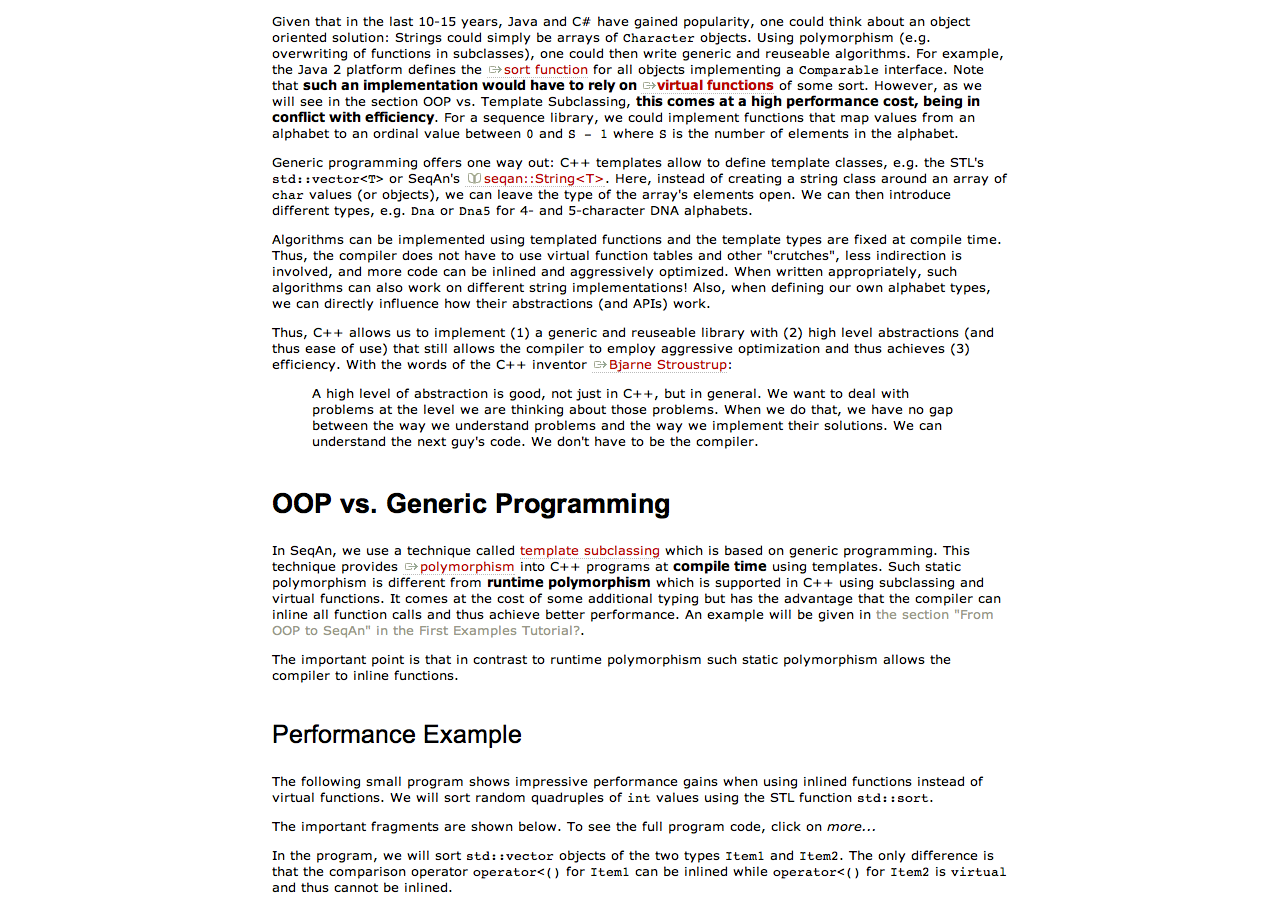 Given that in the last 10-15 years, Java and C# have gained popularity, one could think about an object
oriented solution: Strings could simply be arrays of Character objects. Using polymorphism (e.g.
overwriting of functions in subclasses), one could then write generic and reuseable algorithms. For example,
the Java 2 platform defines the sort function for all objects implementing a Comparable interface. Note
that such an implementation would have to rely on virtual functions of some sort. However, as we
will see in the section OOP vs. Template Subclassing, this comes at a high performance cost, being in
conflict with efficiency. For a sequence library, we could implement functions that map values from an
alphabet to an ordinal value between 0 and S - 1 where S is the number of elements in the alphabet.
Generic programming offers one way out: C++ templates allow to define template classes, e.g. the STL's
std::vector<T> or SeqAn's seqan::String<T>. Here, instead of creating a string class around an array of
char values (or objects), we can leave the type of the array's elements open. We can then introduce
different types, e.g. Dna or Dna5 for 4- and 5-character DNA alphabets.
Algorithms can be implemented using templated functions and the template types are fixed at compile time.
Thus, the compiler does not have to use virtual function tables and other "crutches", less indirection is
involved, and more code can be inlined and aggressively optimized. When written appropriately, such
algorithms can also work on different string implementations! Also, when defining our own alphabet types,
we can directly influence how their abstractions (and APIs) work.
Thus, C++ allows us to implement (1) a generic and reuseable library with (2) high level abstractions (and
thus ease of use) that still allows the compiler to employ aggressive optimization and thus achieves (3)
efficiency. With the words of the C++ inventor Bjarne Stroustrup:
A high level of abstraction is good, not just in C++, but in general. We want to deal with
problems at the level we are thinking about those problems. When we do that, we have no gap
between the way we understand problems and the way we implement their solutions. We can
understand the next guy's code. We don't have to be the compiler.
OOP vs. Generic Programming
In SeqAn, we use a technique called template subclassing which is based on generic programming. This
technique provides polymorphism into C++ programs at compile time using templates. Such static
polymorphism is different from runtime polymorphism which is supported in C++ using subclassing and
virtual functions. It comes at the cost of some additional typing but has the advantage that the compiler can
inline all function calls and thus achieve better performance. An example will be given in the section "From
OOP to SeqAn" in the First Examples Tutorial?.
The important point is that in contrast to runtime polymorphism such static polymorphism allows the
compiler to inline functions.
Performance Example
The following small program shows impressive performance gains when using inlined functions instead of
virtual functions. We will sort random quadruples of int values using the STL function std::sort.
The important fragments are shown below. To see the full program code, click on more...
In the program, we will sort std::vector objects of the two types Item1 and Item2. The only difference is
that the comparison operator operator<() for Item1 can be inlined while operator<() for Item2 is virtual
and thus cannot be inlined.